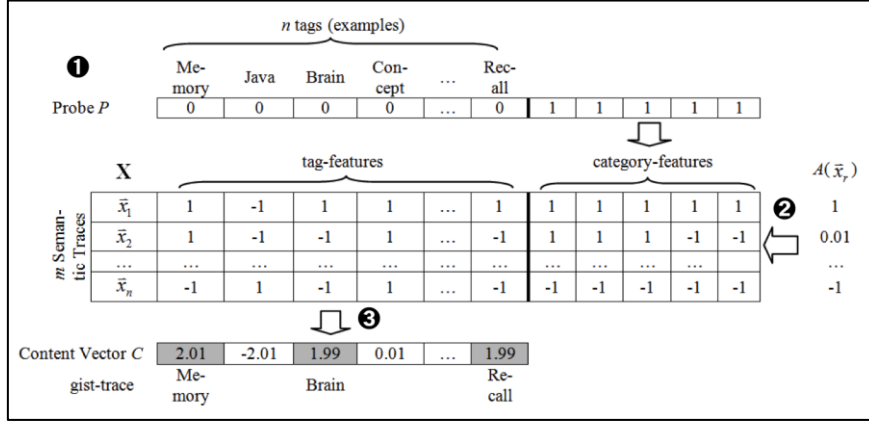 n tags (examples)
❶
Me-
mory Java Brain Con-
cept ... Rec-
all
Probe P 0 0 0 0 ... 0 1 1 1 1 1
X tag-features category-features A(x⃗r)
m Seman-
tic Traces
x⃗1 1 -1 1 1 ... 1 1 1 1 1 1 ❷ 1
x⃗2 1 -1 -1 1 ... -1 1 1 1 -1 -1 0.01
... ... ... ... ... ... ... ... ... ... ... ... ...
x⃗n -1 1 -1 1 ... -1 -1 -1 -1 -1 -1 -1
❸
Content Vector C 2.01 -2.01 1.99 0.01 ... 1.99
gist-trace Me-
mory Brain Re-
call